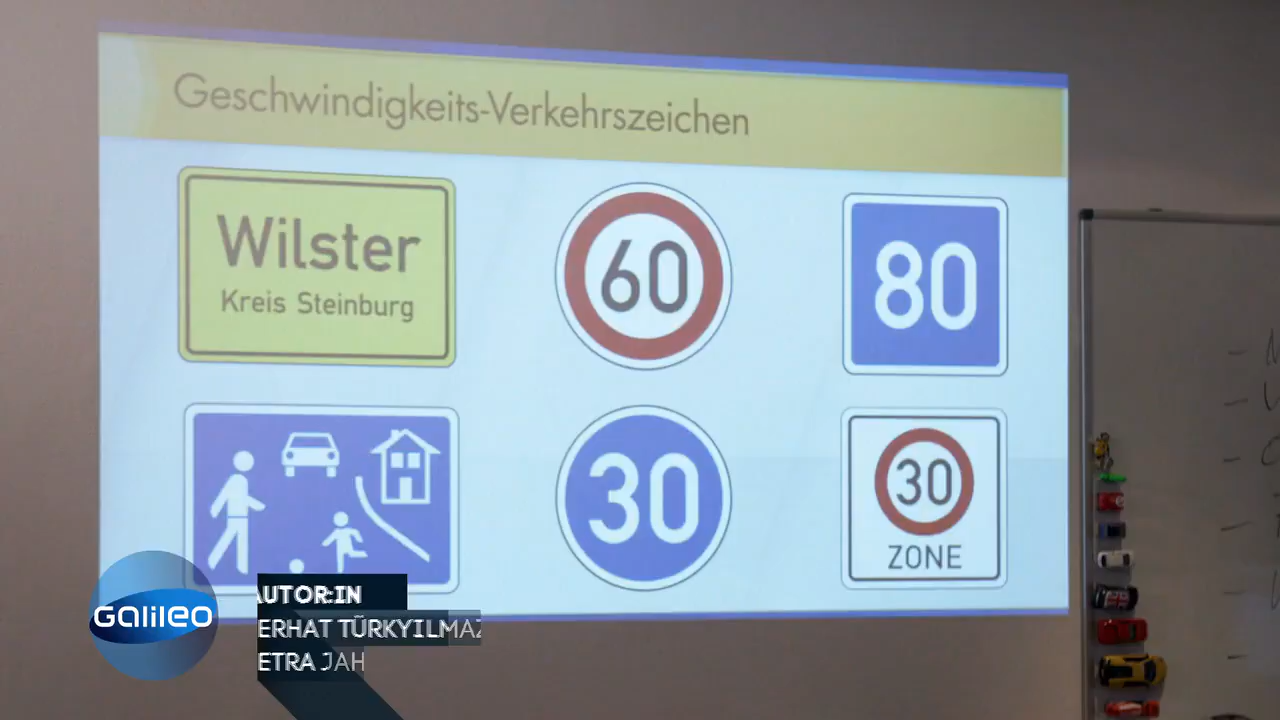 Geschwindigkeits-Verkehrszeichen
Wilster
Kreis Steinburg
60
80
30
30
ZONE
Galileo
AUTOR:IN
ERHAT TÜRKYILMAZ
ETRA JAH